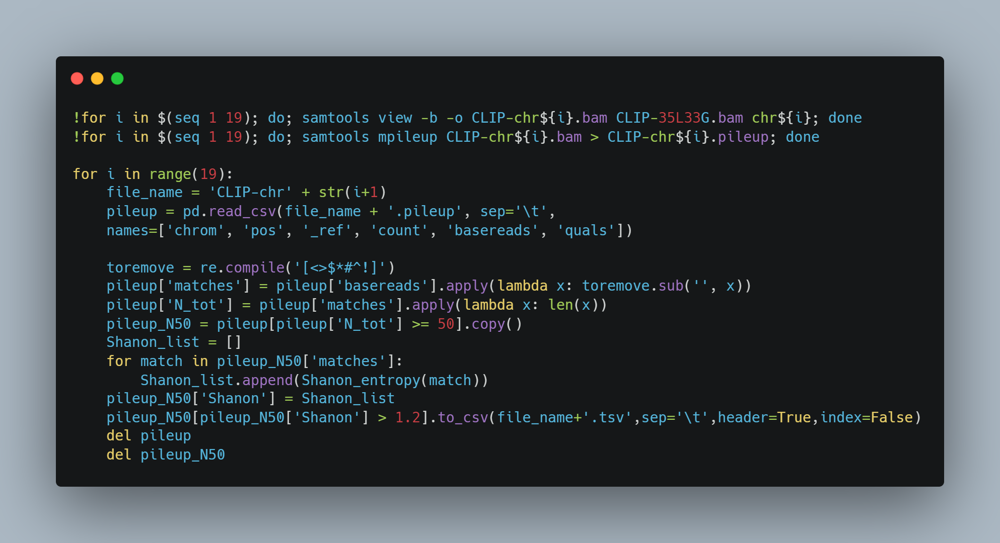 !for i in $(seq 1 19); do; samtools view -b -o CLIP-chr${i}.bam CLIP-35L33G.bam chr${i}; done
!for i in $(seq 1 19); do; samtools mpileup CLIP-chr${i}.bam > CLIP-chr${i}.pileup; done

for i in range(19):
    file_name = 'CLIP-chr' + str(i+1)
    pileup = pd.read_csv(file_name + '.pileup', sep='\t',
    names=['chrom', 'pos', '_ref', 'count', 'basereads', 'quals'])

    toremove = re.compile('[<>$*#^!]')
    pileup['matches'] = pileup['basereads'].apply(lambda x: toremove.sub('', x))
    pileup['N_tot'] = pileup['matches'].apply(lambda x: len(x))
    pileup_N50 = pileup[pileup['N_tot'] >= 50].copy()
    Shanon_list = []
    for match in pileup_N50['matches']:
        Shanon_list.append(Shanon_entropy(match))
    pileup_N50['Shanon'] = Shanon_list
    pileup_N50[pileup_N50['Shanon'] > 1.2].to_csv(file_name+'.tsv',sep='\t',header=True,index=False)
    del pileup
    del pileup_N50